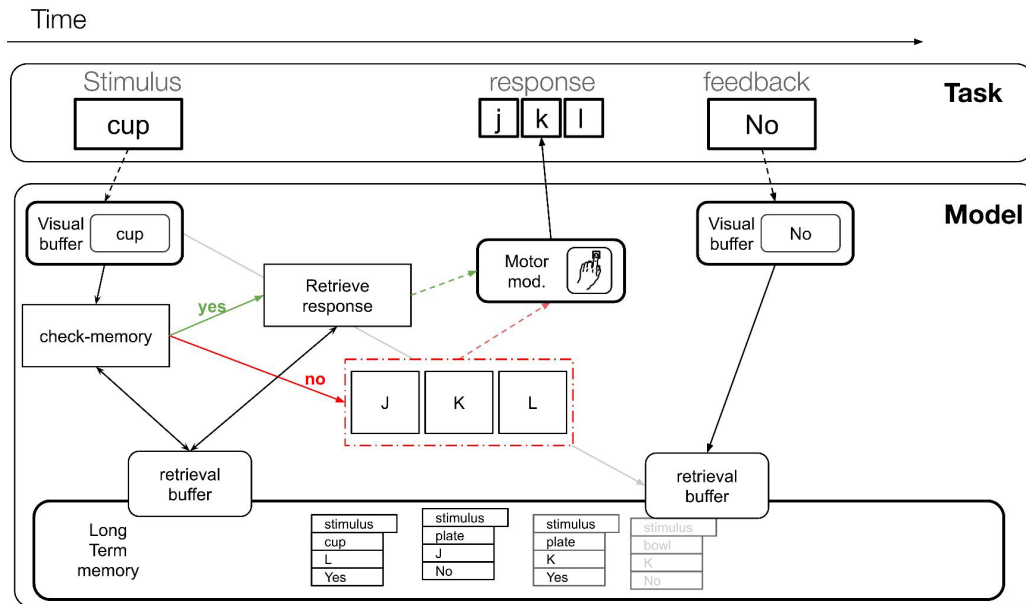 Time
Stimulus
response
feedback
Task
cup
j
k
l
No
Model
Visual
buffer
cup
Visual
buffer
No
Motor
mod.
Retrieve
response
yes
check-memory
no
J
K
L
retrieval
buffer
retrieval
buffer
Long
Term
memory
stimulus
cup
L
Yes
stimulus
plate
J
No
stimulus
plate
K
Yes
stimulus
bowl
K
No